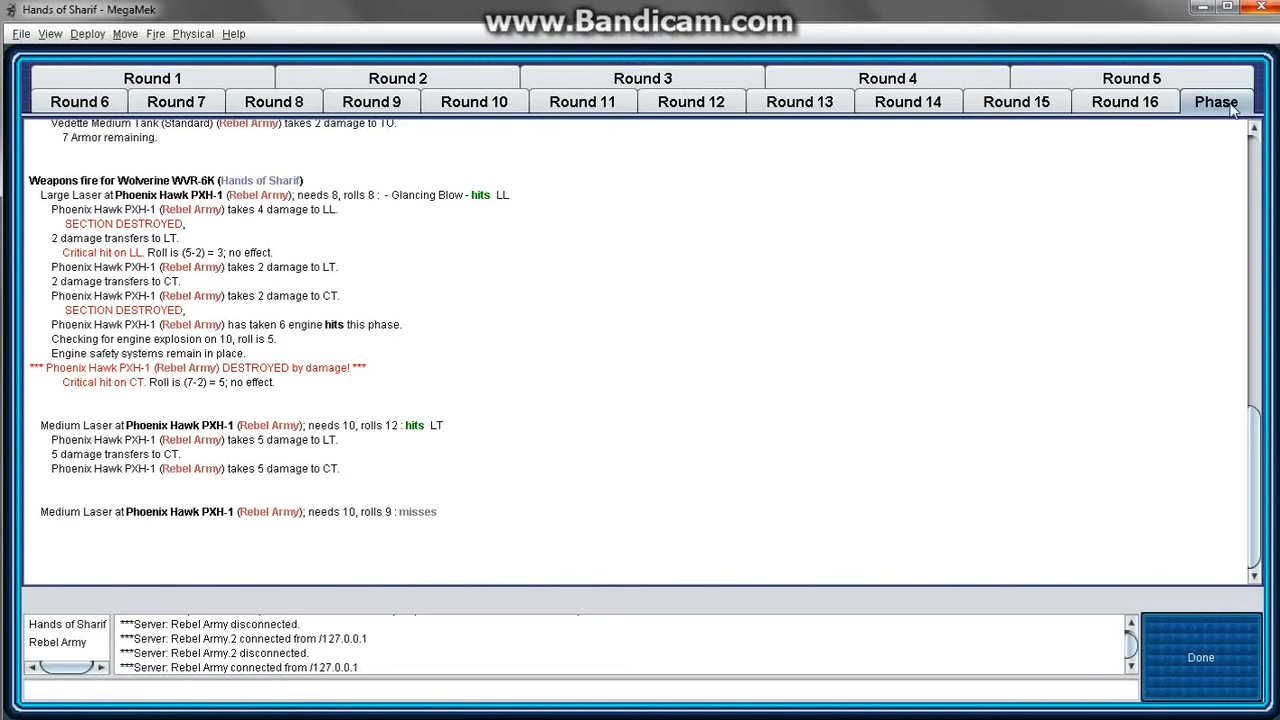 Hands of Sharif - MegaMek
www.Bandicam.com
File View Deploy Move Fire Physical Help
Round 1 Round 2 Round 3 Round 4 Round 5
Round 6 Round 7 Round 8 Round 9 Round 10 Round 11 Round 12 Round 13 Round 14 Round 15 Round 16 Phase
Vedette Medium Tank (Standard) (Rebel Army) takes 2 damage to TU.
7 Armor remaining.
Weapons fire for Wolverine WVR-6K (Hands of Sharif)
Large Laser at Phoenix Hawk PXH-1 (Rebel Army); needs 8, rolls 8 : - Glancing Blow - hits LL
Phoenix Hawk PXH-1 (Rebel Army) takes 4 damage to LL.
SECTION DESTROYED,
2 damage transfers to LT.
Critical hit on LL. Roll is (5-2) = 3; no effect.
Phoenix Hawk PXH-1 (Rebel Army) takes 2 damage to LT.
2 damage transfers to CT.
Phoenix Hawk PXH-1 (Rebel Army) takes 2 damage to CT.
SECTION DESTROYED,
Phoenix Hawk PXH-1 (Rebel Army) has taken 6 engine hits this phase.
Checking for engine explosion on 10, roll is 5.
Engine safety systems remain in place.
*** Phoenix Hawk PXH-1 (Rebel Army) DESTROYED by damage! ***
Critical hit on CT. Roll is (7-2) = 5; no effect.
Medium Laser at Phoenix Hawk PXH-1 (Rebel Army); needs 10, rolls 12 : hits LT
Phoenix Hawk PXH-1 (Rebel Army) takes 5 damage to LT.
5 damage transfers to CT.
Phoenix Hawk PXH-1 (Rebel Army) takes 5 damage to CT.
Medium Laser at Phoenix Hawk PXH-1 (Rebel Army); needs 10, rolls 9 : misses
Hands of Sharif
Rebel Army
***Server: Rebel Army disconnected.
***Server: Rebel Army.2 connected from /127.0.0.1
***Server: Rebel Army.2 disconnected.
***Server: Rebel Army connected from /127.0.0.1
Done